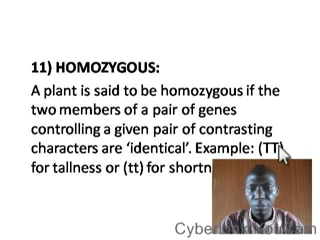 11) HOMOZYGOUS:
A plant is said to be homozygous if the
two members of a pair of genes
controlling a given pair of contrasting
characters are ‘identical’. Example: (TT)
for tallness or (tt) for